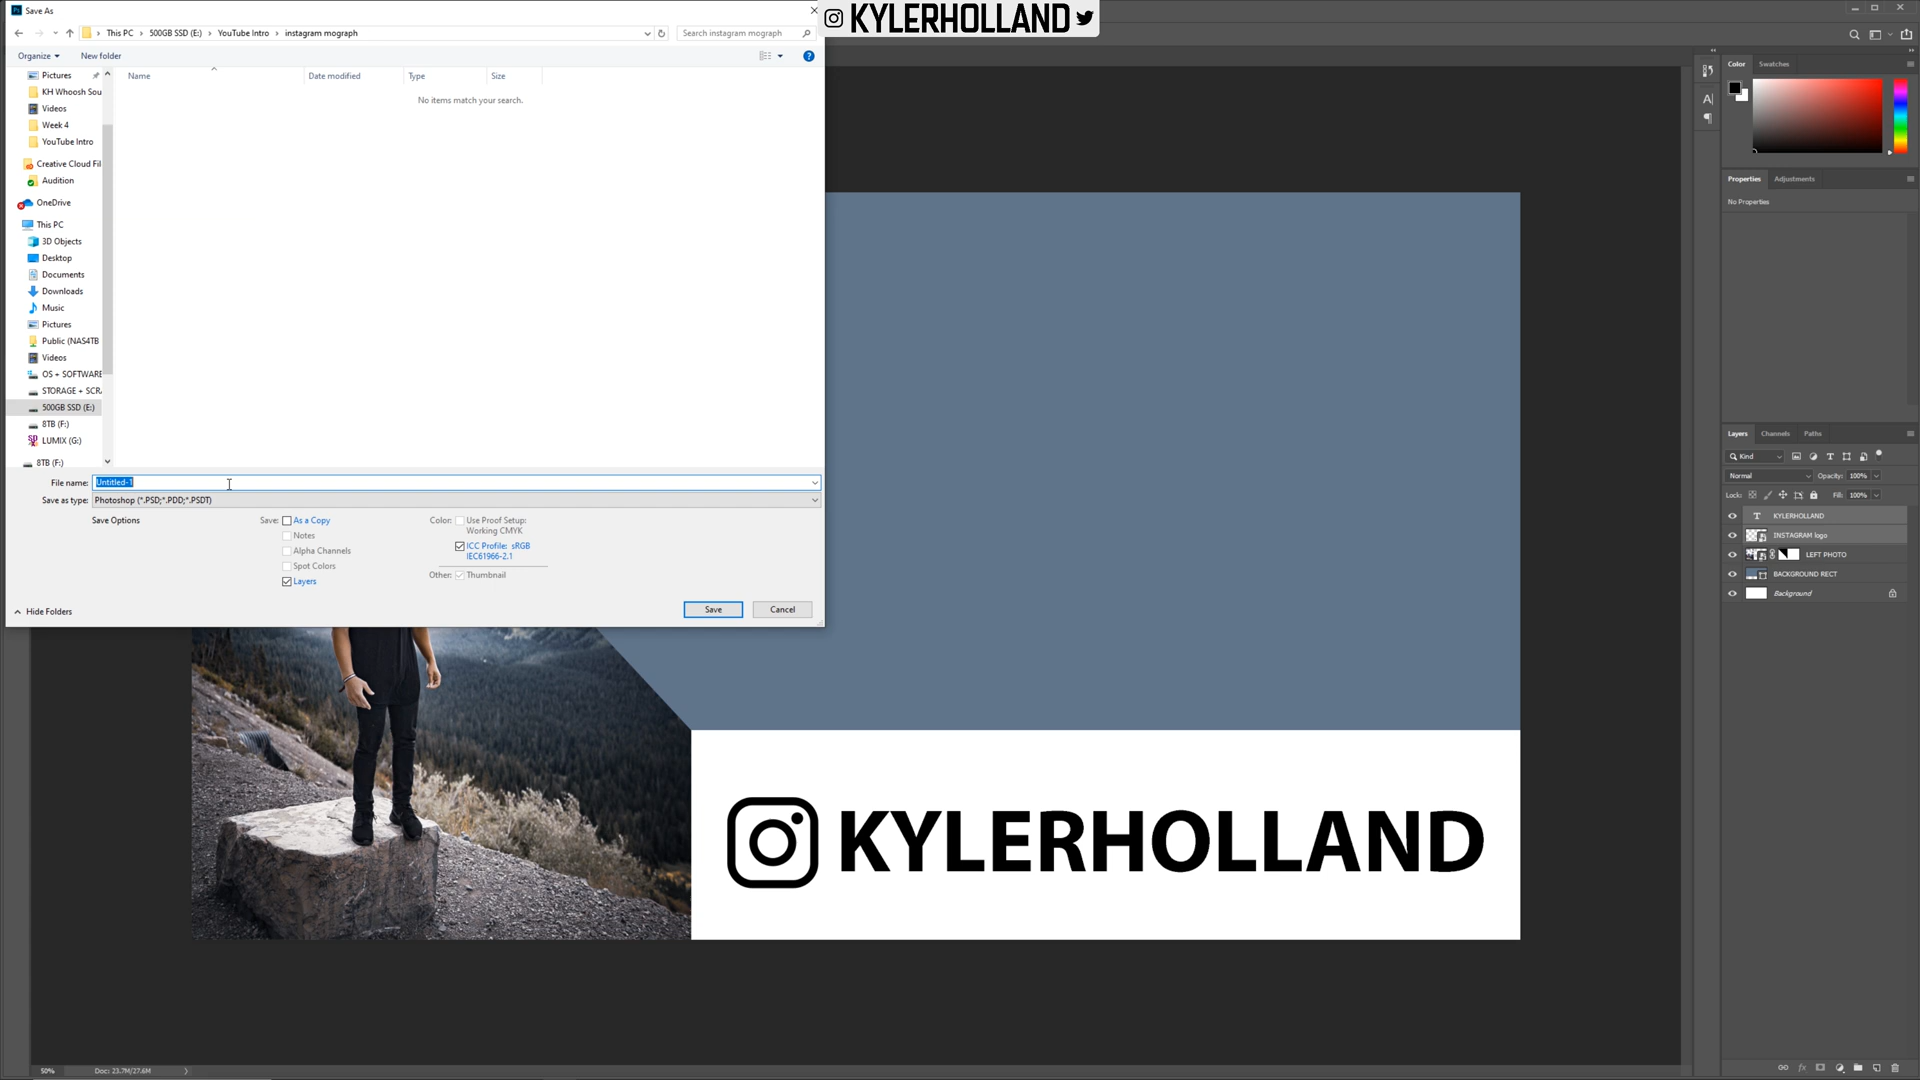 Save As
KYLERHOLLAND
This PC > 500GB SSD (E:) > YouTube Intro > instagram mograph
Search instagram mograph
Organize
New folder
Name
Date modified
Type
Size
No items match your search.
Pictures
KH Whoosh Sou
Videos
Week 4
YouTube Intro
Creative Cloud Fil
Audition
OneDrive
This PC
3D Objects
Desktop
Documents
Downloads
Music
Pictures
Public (NAS4TB
Videos
OS + SOFTWARE
STORAGE + SCR
500GB SSD (E:)
8TB (F:)
LUMIX (G:)
8TB (F:)
File name: Untitled-1
Save as type: Photoshop (*.PSD;*.PDD;*.PSDT)
Save Options
Save:
As a Copy
Notes
Alpha Channels
Spot Colors
Layers
Color:
Use Proof Setup:
Working CMYK
ICC Profile: sRGB
IEC61966-2.1
Other:
Thumbnail
Hide Folders
Save
Cancel
KYLERHOLLAND
Color
Swatches
Properties
Adjustments
No Properties
Layers
Channels
Paths
Kind
Normal
Opacity: 100%
Lock:
Fill: 100%
KYLERHOLLAND
INSTAGRAM logo
LEFT PHOTO
BACKGROUND RECT
Background
50%
Doc: 23.7M/27.6M